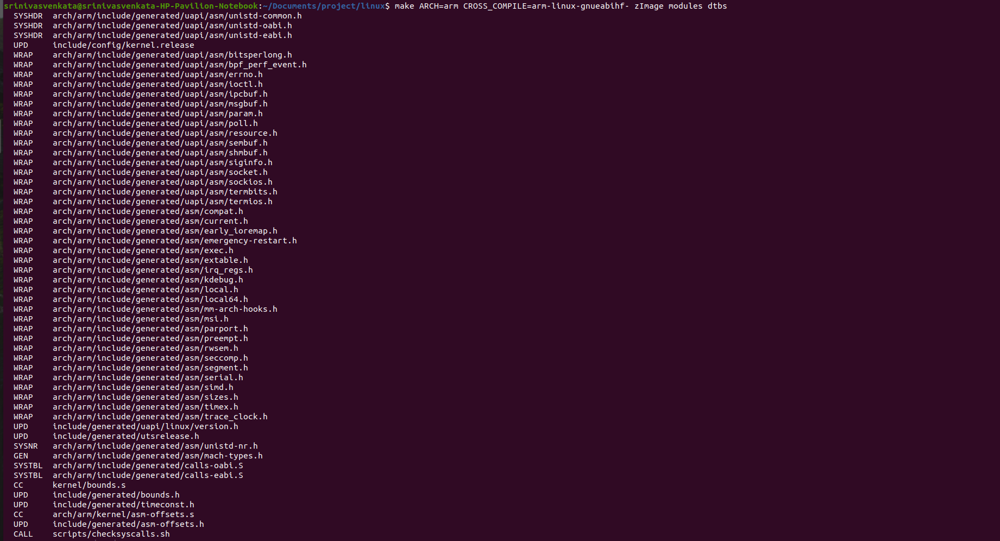 srinivasvenkata@srinivasvenkata-HP-Pavilion-Notebook:~/Documents/project/linux$ make ARCH=arm CROSS_COMPILE=arm-linux-gnueabihf- zImage modules dtbs
SYSHDR arch/arm/include/generated/uapi/asm/unistd-common.h
SYSHDR arch/arm/include/generated/uapi/asm/unistd-oabi.h
SYSHDR arch/arm/include/generated/uapi/asm/unistd-eabi.h
UPD include/config/kernel.release
WRAP arch/arm/include/generated/uapi/asm/bitsperlong.h
WRAP arch/arm/include/generated/uapi/asm/bpf_perf_event.h
WRAP arch/arm/include/generated/uapi/asm/errno.h
WRAP arch/arm/include/generated/uapi/asm/ioctl.h
WRAP arch/arm/include/generated/uapi/asm/ipcbuf.h
WRAP arch/arm/include/generated/uapi/asm/msgbuf.h
WRAP arch/arm/include/generated/uapi/asm/param.h
WRAP arch/arm/include/generated/uapi/asm/poll.h
WRAP arch/arm/include/generated/uapi/asm/resource.h
WRAP arch/arm/include/generated/uapi/asm/sembuf.h
WRAP arch/arm/include/generated/uapi/asm/shmbuf.h
WRAP arch/arm/include/generated/uapi/asm/siginfo.h
WRAP arch/arm/include/generated/uapi/asm/socket.h
WRAP arch/arm/include/generated/uapi/asm/sockios.h
WRAP arch/arm/include/generated/uapi/asm/termbits.h
WRAP arch/arm/include/generated/uapi/asm/termios.h
WRAP arch/arm/include/generated/asm/compat.h
WRAP arch/arm/include/generated/asm/current.h
WRAP arch/arm/include/generated/asm/early_ioremap.h
WRAP arch/arm/include/generated/asm/emergency-restart.h
WRAP arch/arm/include/generated/asm/exec.h
WRAP arch/arm/include/generated/asm/extable.h
WRAP arch/arm/include/generated/asm/irq_regs.h
WRAP arch/arm/include/generated/asm/kdebug.h
WRAP arch/arm/include/generated/asm/local.h
WRAP arch/arm/include/generated/asm/local64.h
WRAP arch/arm/include/generated/asm/mm-arch-hooks.h
WRAP arch/arm/include/generated/asm/msi.h
WRAP arch/arm/include/generated/asm/parport.h
WRAP arch/arm/include/generated/asm/preempt.h
WRAP arch/arm/include/generated/asm/rwsem.h
WRAP arch/arm/include/generated/asm/seccomp.h
WRAP arch/arm/include/generated/asm/segment.h
WRAP arch/arm/include/generated/asm/serial.h
WRAP arch/arm/include/generated/asm/simd.h
WRAP arch/arm/include/generated/asm/sizes.h
WRAP arch/arm/include/generated/asm/timex.h
WRAP arch/arm/include/generated/asm/trace_clock.h
UPD include/generated/uapi/linux/version.h
UPD include/generated/utsrelease.h
SYSNR arch/arm/include/generated/asm/unistd-nr.h
GEN arch/arm/include/generated/asm/mach-types.h
SYSTBL arch/arm/include/generated/calls-oabi.S
SYSTBL arch/arm/include/generated/calls-eabi.S
CC kernel/bounds.s
UPD include/generated/bounds.h
UPD include/generated/timeconst.h
CC arch/arm/kernel/asm-offsets.s
UPD include/generated/asm-offsets.h
CALL scripts/checksyscalls.sh